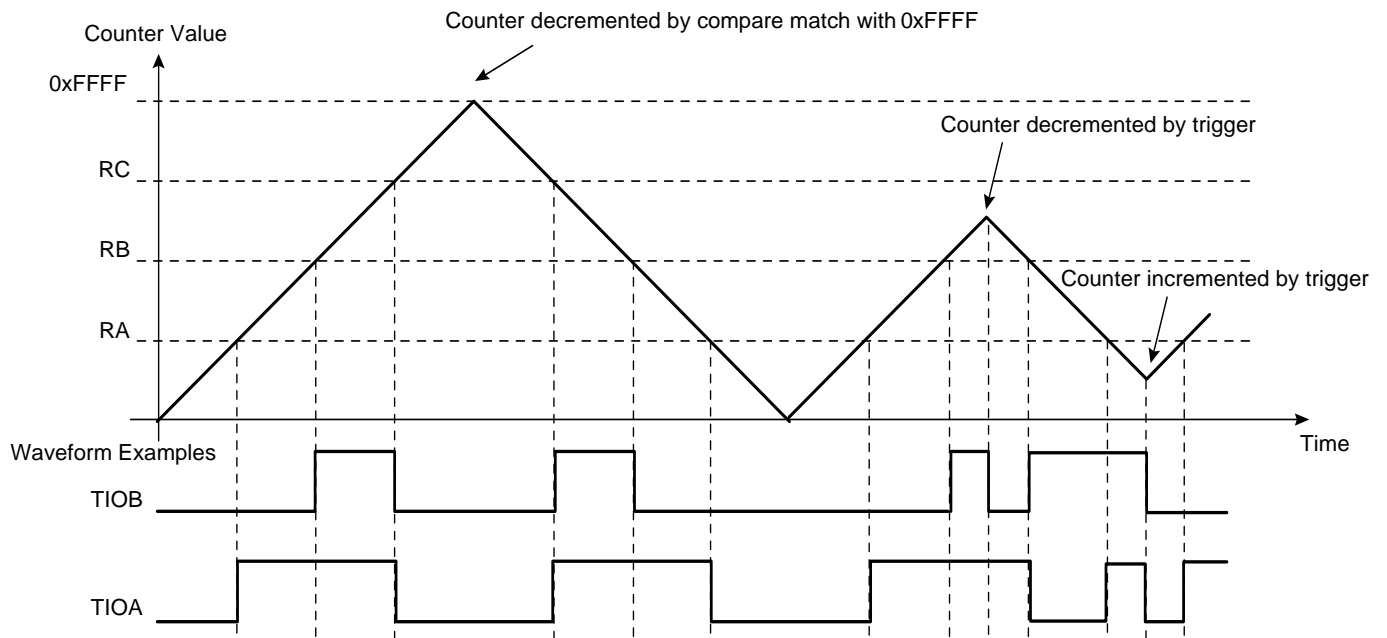 Counter decremented by compare match with 0xFFFF
Counter Value
0xFFFF
Counter decremented by trigger
RC
RB
Counter incremented by trigger
RA
Time
Waveform Examples
TIOB
TIOA